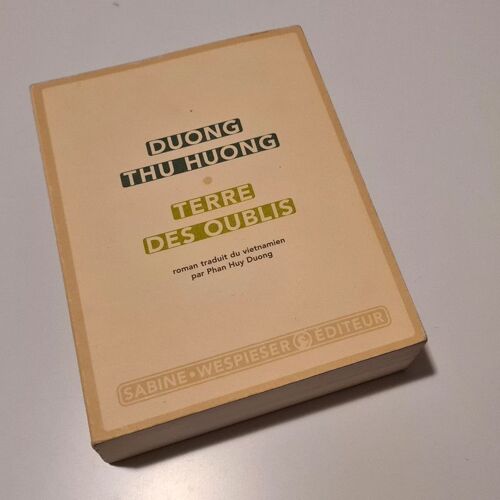 DUONG
THU HUONG
TERRE
DES OUBLIS
roman traduit du vietnamien
par Phan Huy Duong
SABINE • WESPIESER ÉDITEUR